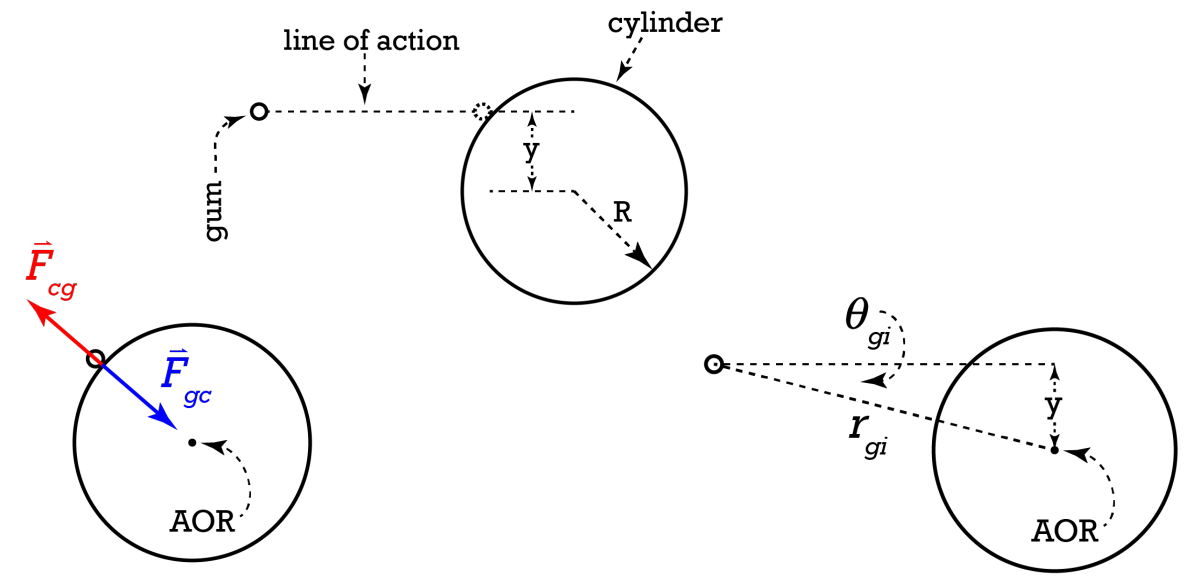 cylinder
line of action
y
R
gum
F⃗cg
F⃗gc
AOR
θgi
y
rgi
AOR